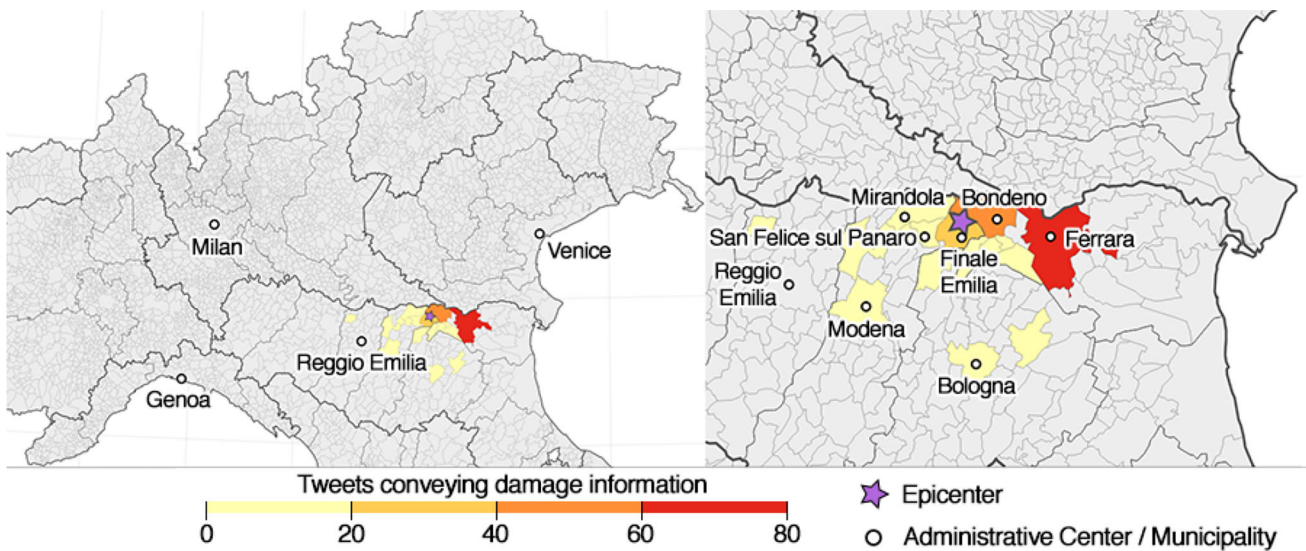 Milan
Venice
Reggio Emilia
Genoa
Mirandola
Bondeno
San Felice sul Panaro
Ferrara
Reggio
Emilia
Finale
Emilia
Modena
Bologna
Tweets conveying damage information
0 20 40 60 80
Epicenter
Administrative Center / Municipality